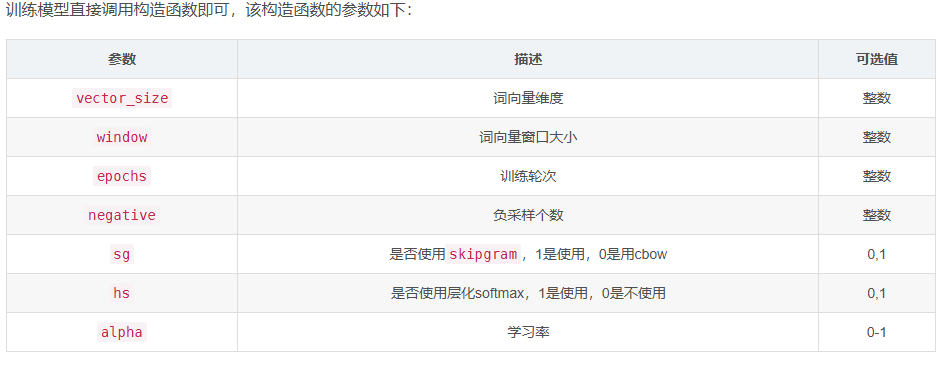 训练模型直接调用构造函数即可，该构造函数的参数如下：
参数 描述 可选值
vector_size 词向量维度 整数
window 词向量窗口大小 整数
epochs 训练轮次 整数
negative 负采样个数 整数
sg 是否使用 skipgram，1是使用，0是用cbow 0,1
hs 是否使用层化softmax，1是使用，0是不使用 0,1
alpha 学习率 0-1